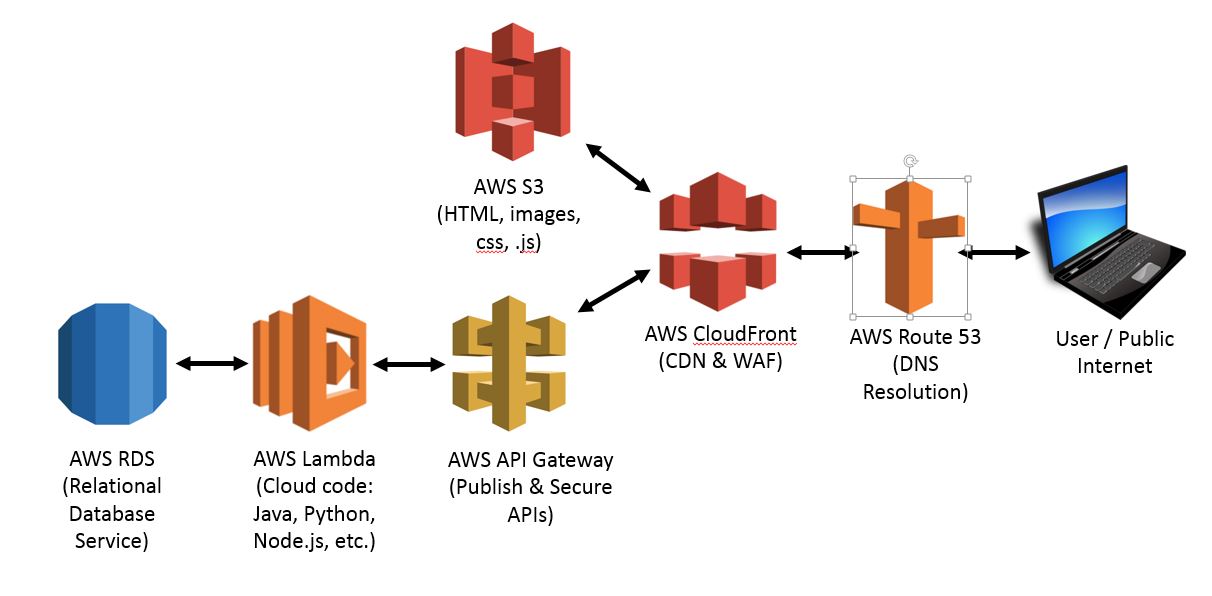 AWS S3
(HTML, images,
css, .js)
AWS CloudFront
(CDN & WAF)
AWS Route 53
(DNS
Resolution)
User / Public
Internet
AWS RDS
(Relational
Database
Service)
AWS Lambda
(Cloud code:
Java, Python,
Node.js, etc.)
AWS API Gateway
(Publish & Secure
APIs)